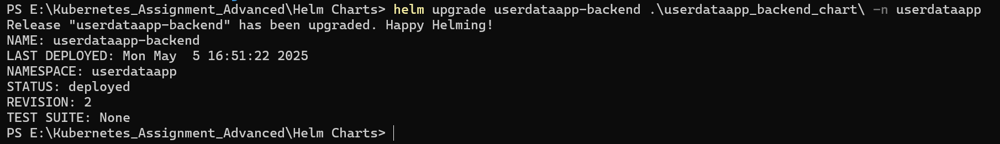 PS E:\Kubernetes_Assignment_Advanced\Helm Charts> helm upgrade userdataapp-backend .\userdataapp_backend_chart\ -n userdataapp
Release "userdataapp-backend" has been upgraded. Happy Helming!
NAME: userdataapp-backend
LAST DEPLOYED: Mon May  5 16:51:22 2025
NAMESPACE: userdataapp
STATUS: deployed
REVISION: 2
TEST SUITE: None
PS E:\Kubernetes_Assignment_Advanced\Helm Charts>